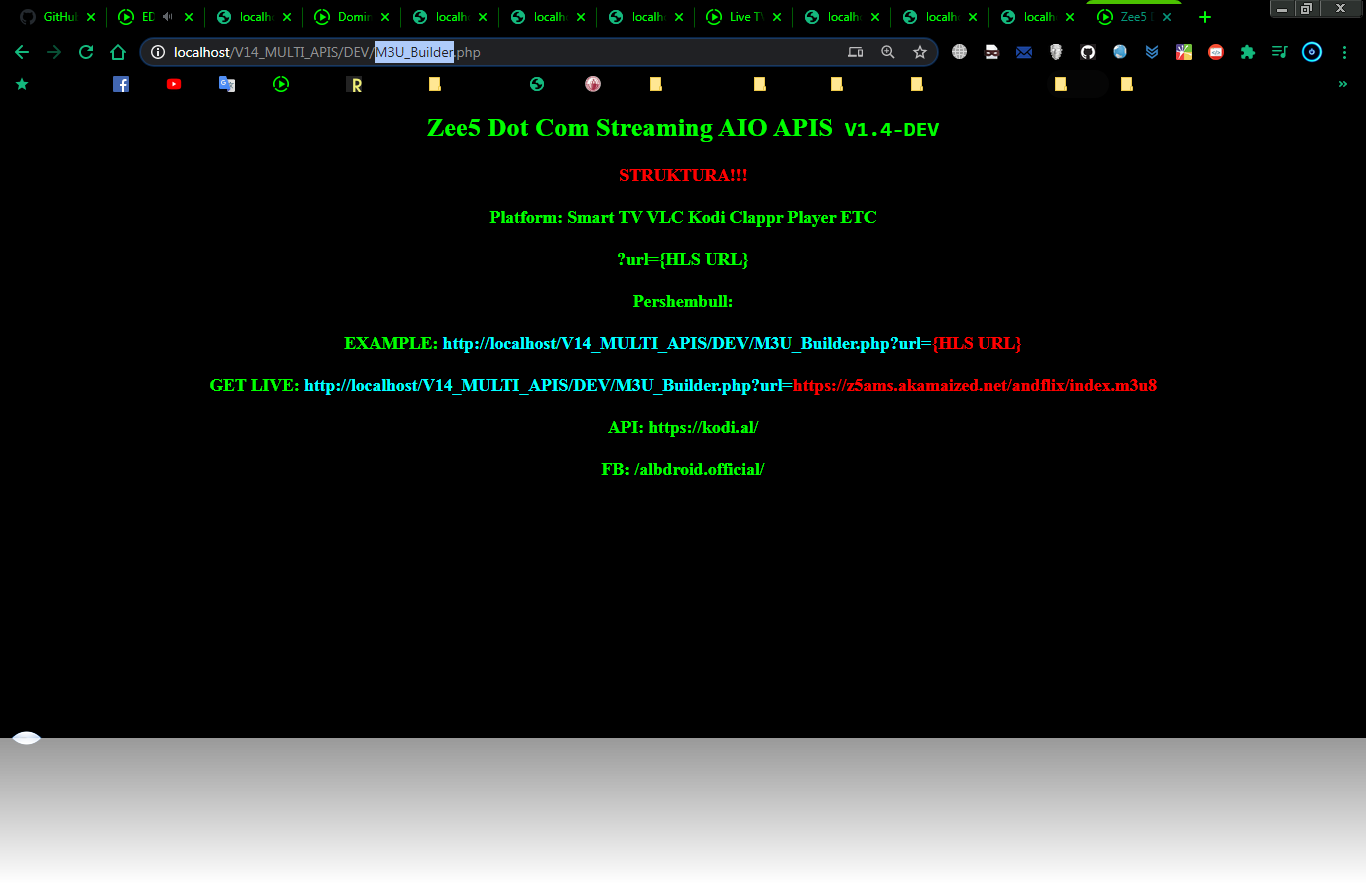 GitHub
ED
localh
Domin
localh
localh
localh
Live TV
localh
localh
localh
Zee5
localhost/V14_MULTI_APIS/DEV/M3U_Builder.php
R
Zee5 Dot Com Streaming AIO APIS V1.4-DEV
STRUKTURA!!!
Platform: Smart TV VLC Kodi Clappr Player ETC
?url={HLS URL}
Pershembull:
EXAMPLE: http://localhost/V14_MULTI_APIS/DEV/M3U_Builder.php?url={HLS URL}
GET LIVE: http://localhost/V14_MULTI_APIS/DEV/M3U_Builder.php?url=https://z5ams.akamaized.net/andflix/index.m3u8
API: https://kodi.al/
FB: /albdroid.official/